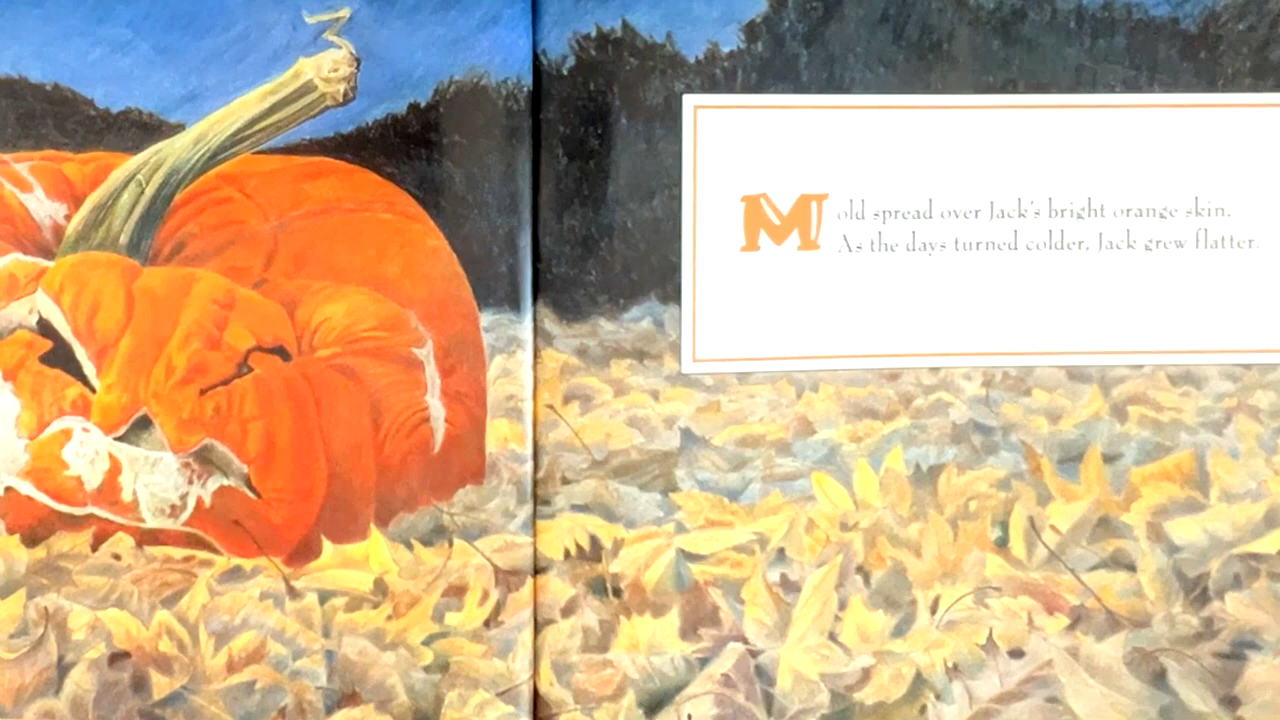 Mold spread over Jack's bright orange skin.
As the days turned colder, Jack grew flatter.